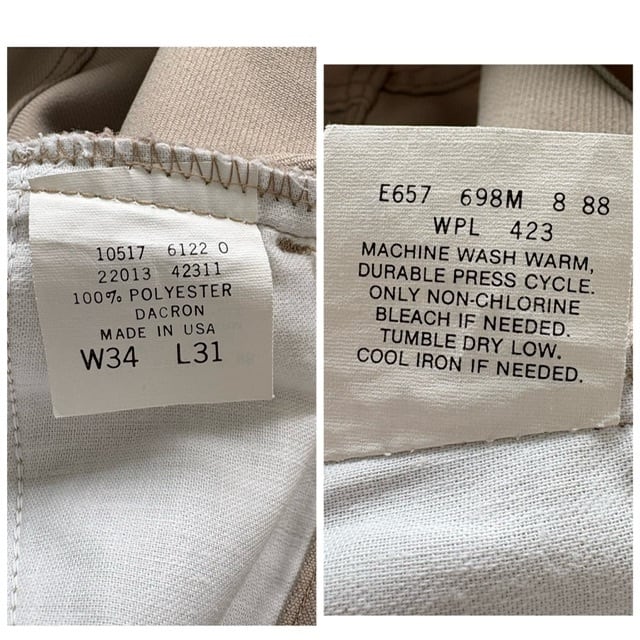 10517 6122 0
22013 42311
100% POLYESTER
DACRON
MADE IN USA
W34 L31
E657 698M 8 88
WPL 423
MACHINE WASH WARM,
DURABLE PRESS CYCLE.
ONLY NON-CHLORINE
BLEACH IF NEEDED.
TUMBLE DRY LOW.
COOL IRON IF NEEDED.